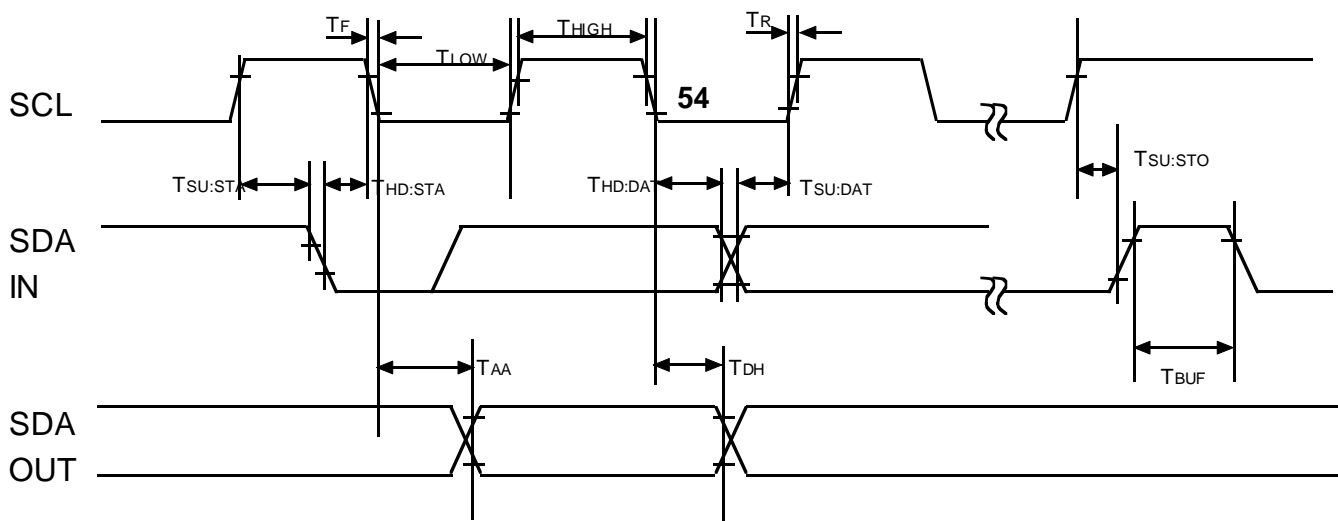 TF
THIGH
TR
TLOW
SCL
54
TSU:STA
THD:STA
THD:DAT
TSU:DAT
TSU:STO
SDA
IN
TAA
TDH
TBUF
SDA
OUT